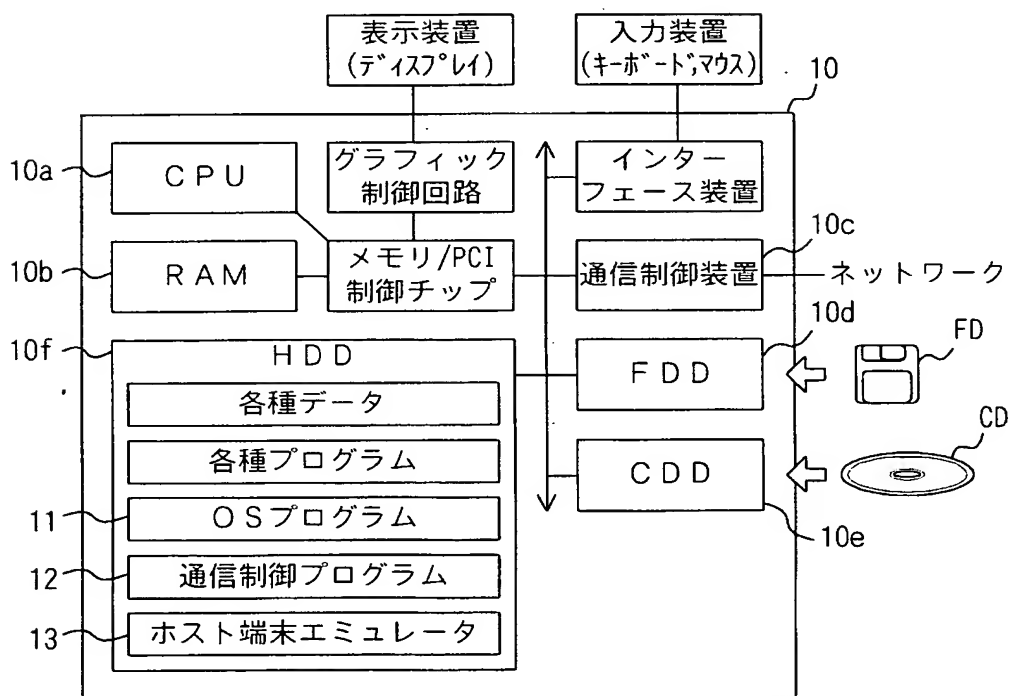 表示装置
(ディスプレイ)
入力装置
(キーボード,マウス)
10
10a
CPU
グラフィック
制御回路
インター
フェース装置
10b
RAM
メモリ/PCI
制御チップ
10c
通信制御装置
ネットワーク
10f
HDD
10d
FDD
FD
各種データ
各種プログラム
CDD
CD
11
OSプログラム
10e
12
通信制御プログラム
13
ホスト端末エミュレータ